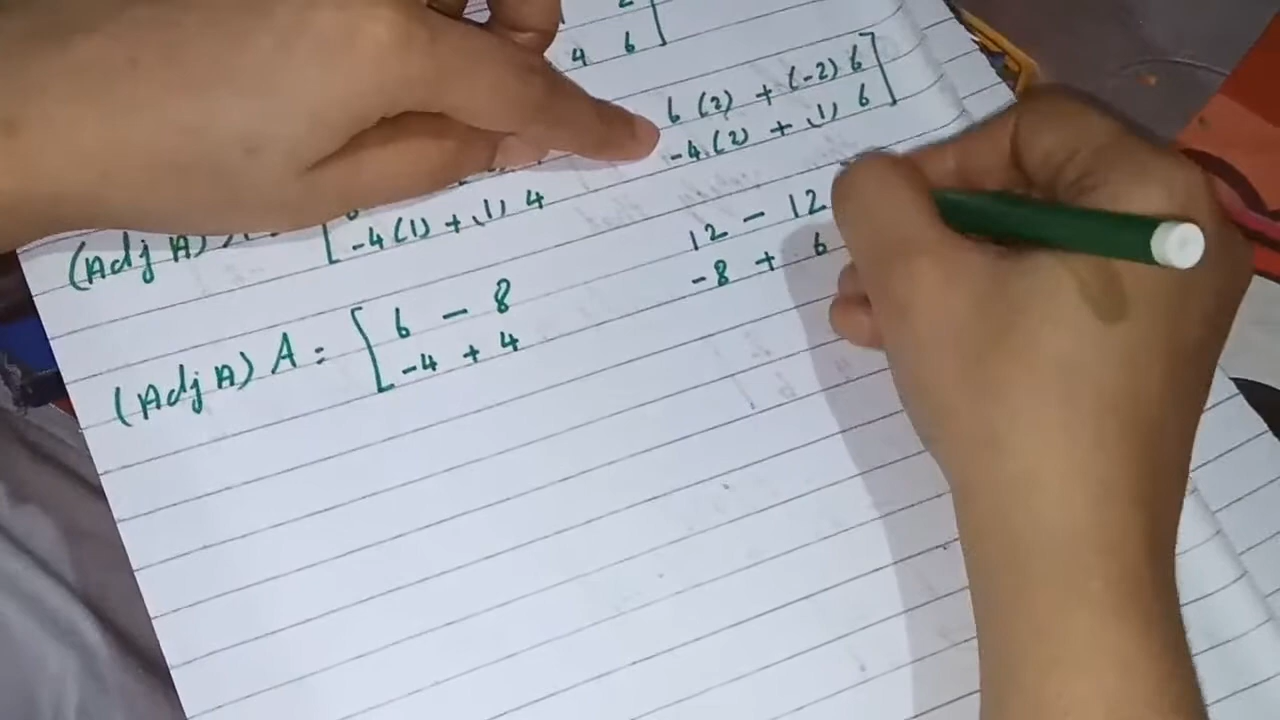 4 6
6 (2) + (-2) 6
-4 (2) + (1) 6
(Adj A)
-4 (1) + (1) 4
12 - 12
-8 + 6
(Adj A) A = [ 6 - 8
-4 + 4